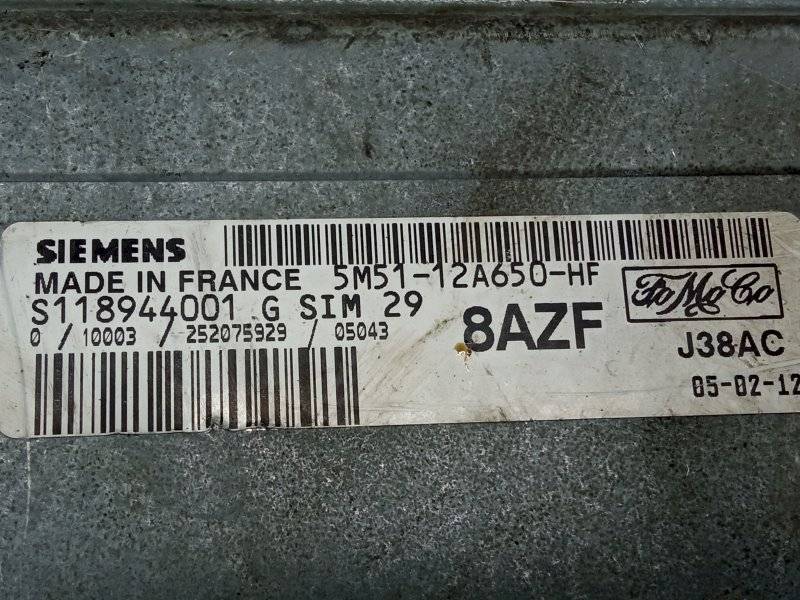 SIEMENS
MADE IN FRANCE 5M51-12A650-HF
S118944001 G SIM 29
0 / 10003 / 252075929 / 05043
8AZF
FoMoCo
J38AC
05-02-12